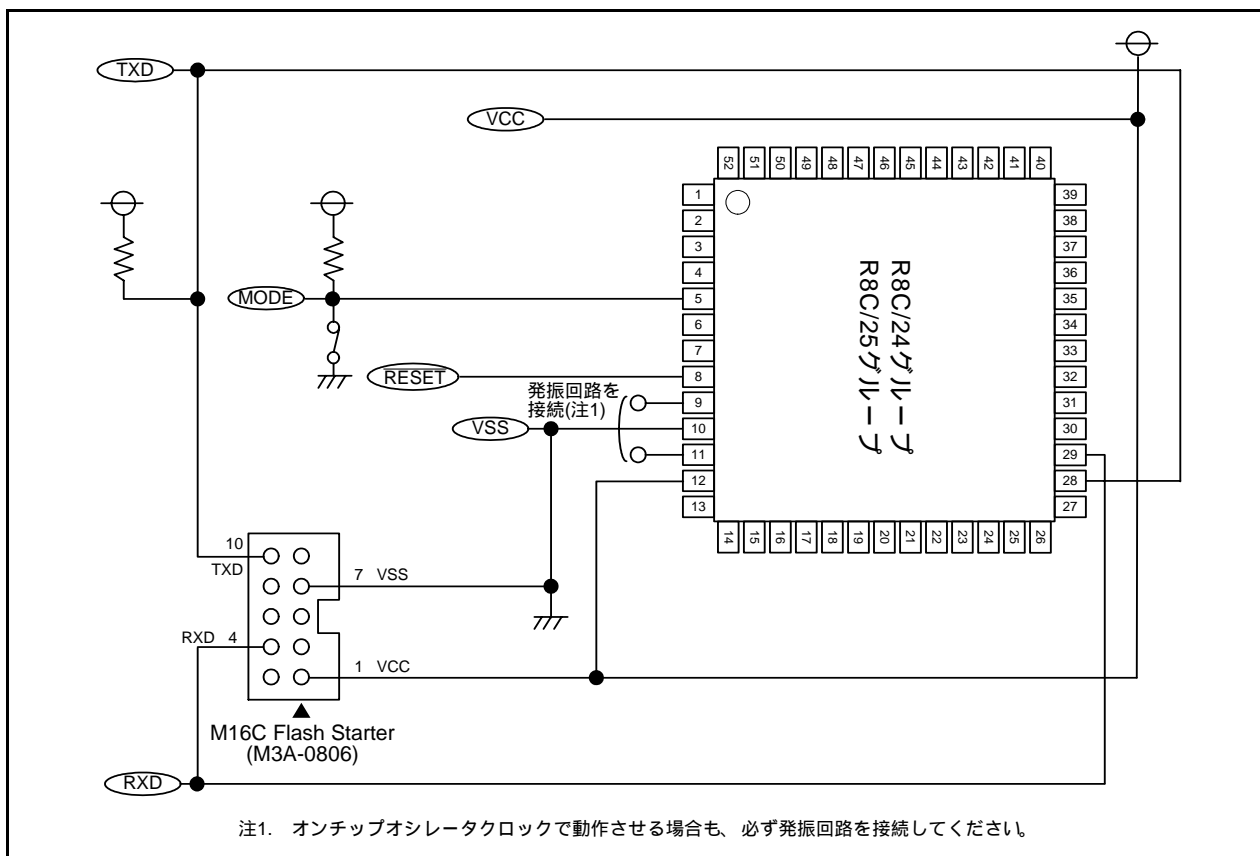 TXD
VCC
52 51 50 49 48 47 46 45 44 43 42 41 40
1
2
3
4
5
6
7
8
9
10
11
12
13
39
38
37
36
35
34
33
32
31
30
29
28
27
14 15 16 17 18 19 20 21 22 23 24 25 26
R8C/24グループ
R8C/25グループ
MODE
RESET
発振回路を
接続(注1)
VSS
10
TXD
7 VSS
RXD 4
1 VCC
M16C Flash Starter
(M3A-0806)
RXD
注1. オンチップオシレータクロックで動作させる場合も、必ず発振回路を接続してください。